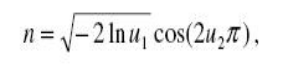 n = √−2 ln u₁ cos(2u₂π),